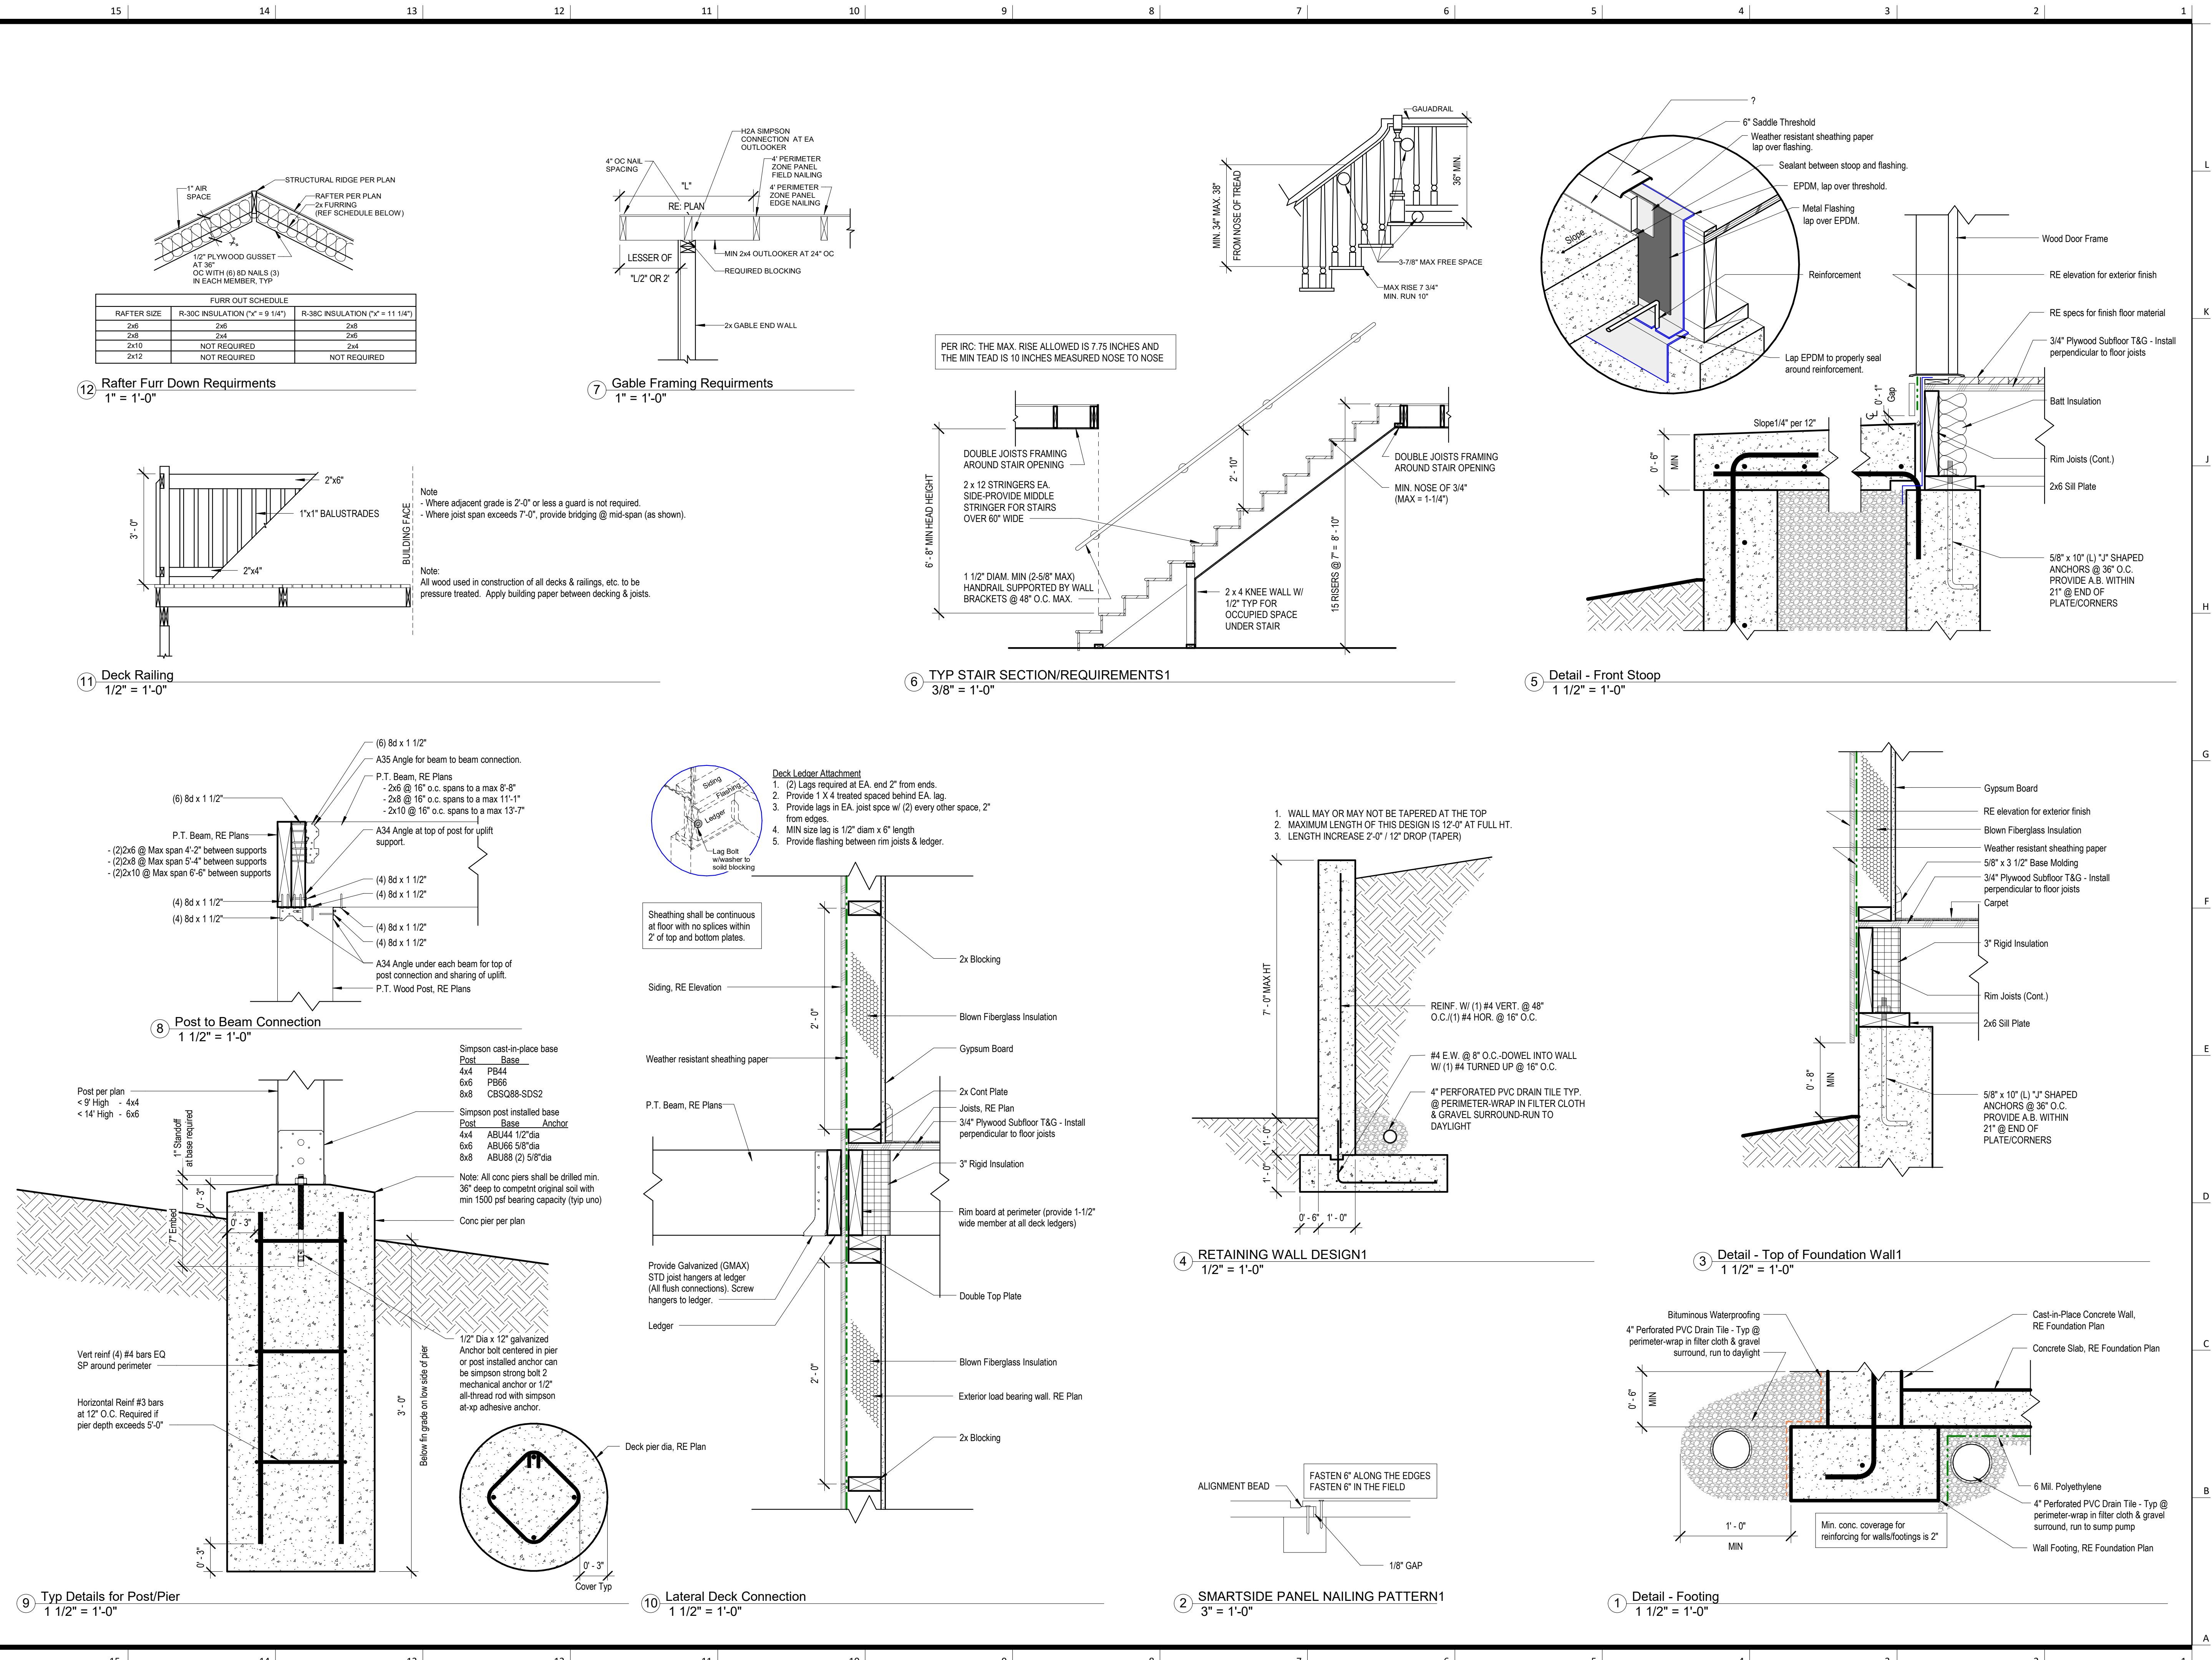 15 14 13 12 11 10 9 8 7 6 5 4 3 2 1
L
K
J
H
G
F
E
D
C
B
A
1" AIR
SPACE
STRUCTURAL RIDGE PER PLAN
RAFTER PER PLAN
2x FURRING
(REF SCHEDULE BELOW)
1/2" PLYWOOD GUSSET
AT 36"
OC WITH (6) 8D NAILS (3)
IN EACH MEMBER, TYP
FURR OUT SCHEDULE
RAFTER SIZE R-30C INSULATION ("x" = 9 1/4") R-38C INSULATION ("x" = 11 1/4")
2x6 2x6 2x8
2x8 2x4 2x6
2x10 NOT REQUIRED 2x4
2x12 NOT REQUIRED NOT REQUIRED
12 Rafter Furr Down Requirments
1" = 1'-0"
H2A SIMPSON
CONNECTION AT EA
OUTLOOKER
4" OC NAIL
SPACING
4' PERIMETER
ZONE PANEL
FIELD NAILING
4' PERIMETER
ZONE PANEL
EDGE NAILING
"L"
RE: PLAN
LESSER OF
"L/2" OR 2'
MIN 2x4 OUTLOOKER AT 24" OC
REQUIRED BLOCKING
2x GABLE END WALL
7 Gable Framing Requirments
1" = 1'-0"
GAUADRAIL
MIN. 34" MAX. 38"
FROM NOSE OF TREAD
36" MIN.
3-7/8" MAX FREE SPACE
MAX RISE 7 3/4"
MIN. RUN 10"
PER IRC: THE MAX. RISE ALLOWED IS 7.75 INCHES AND
THE MIN TEAD IS 10 INCHES MEASURED NOSE TO NOSE
6' - 8" MIN HEAD HEIGHT
DOUBLE JOISTS FRAMING
AROUND STAIR OPENING
2 x 12 STRINGERS EA.
SIDE-PROVIDE MIDDLE
STRINGER FOR STAIRS
OVER 60" WIDE
1 1/2" DIAM. MIN (2-5/8" MAX)
HANDRAIL SUPPORTED BY WALL
BRACKETS @ 48" O.C. MAX.
2' - 10"
DOUBLE JOISTS FRAMING
AROUND STAIR OPENING
MIN. NOSE OF 3/4"
(MAX = 1-1/4")
2 x 4 KNEE WALL W/
1/2" TYP FOR
OCCUPIED SPACE
UNDER STAIR
15 RISERS @ 7" = 8' - 10"
6 TYP STAIR SECTION/REQUIREMENTS1
3/8" = 1'-0"
?
6" Saddle Threshold
Weather resistant sheathing paper
lap over flashing.
Sealant between stoop and flashing.
EPDM, lap over threshold.
Metal Flashing
lap over EPDM.
Slope
Reinforcement
Lap EPDM to properly seal
around reinforcement.
Wood Door Frame
RE elevation for exterior finish
RE specs for finish floor material
3/4" Plywood Subfloor T&G - Install
perpendicular to floor joists
0' - 1"
Gap
Batt Insulation
Slope1/4" per 12"
0' - 6"
MIN
Rim Joists (Cont.)
2x6 Sill Plate
5/8" x 10" (L) "J" SHAPED
ANCHORS @ 36" O.C.
PROVIDE A.B. WITHIN
21" @ END OF
PLATE/CORNERS
5 Detail - Front Stoop
1 1/2" = 1'-0"
3' - 0"
2"x6"
1"x1" BALUSTRADES
2"x4"
BUILDING FACE
Note
- Where adjacent grade is 2'-0" or less a guard is not required.
- Where joist span exceeds 7'-0", provide bridging @ mid-span (as shown).
Note:
All wood used in construction of all decks & railings, etc. to be
pressure treated. Apply building paper between decking & joists.
11 Deck Railing
1/2" = 1'-0"
(6) 8d x 1 1/2"
A35 Angle for beam to beam connection.
P.T. Beam, RE Plans
- 2x6 @ 16" o.c. spans to a max 8'-8"
- 2x8 @ 16" o.c. spans to a max 11'-1"
- 2x10 @ 16" o.c. spans to a max 13'-7"
(6) 8d x 1 1/2"
P.T. Beam, RE Plans
- (2)2x6 @ Max span 4'-2" between supports
- (2)2x8 @ Max span 5'-4" between supports
- (2)2x10 @ Max span 6'-6" between supports
A34 Angle at top of post for uplift
support.
(4) 8d x 1 1/2"
(4) 8d x 1 1/2"
(4) 8d x 1 1/2"
(4) 8d x 1 1/2"
(4) 8d x 1 1/2"
(4) 8d x 1 1/2"
A34 Angle under each beam for top of
post connection and sharing of uplift.
P.T. Wood Post, RE Plans
8 Post to Beam Connection
1 1/2" = 1'-0"
Post per plan
< 9' High - 4x4
< 14' High - 6x6
1" Standoff
at base required
Simpson cast-in-place base
Post Base
4x4 PB44
6x6 PB66
8x8 CBSQ88-SDS2
Simpson post installed base
Post Base Anchor
4x4 ABU44 1/2"dia
6x6 ABU66 5/8"dia
8x8 ABU88 (2) 5/8"dia
Note: All conc piers shall be drilled min.
36" deep to competnt original soil with
min 1500 psf bearing capacity (tyip uno)
Conc pier per plan
0' - 3"
0' - 3"
7" Embed
1/2" Dia x 12" galvanized
Anchor bolt centered in pier
or post installed anchor can
be simpson strong bolt 2
mechanical anchor or 1/2"
all-thread rod with simpson
at-xp adhesive anchor.
Vert reinf (4) #4 bars EQ
SP around perimeter
Horizontal Reinf #3 bars
at 12" O.C. Required if
pier depth exceeds 5'-0"
3' - 0"
Below fin grade on low side of pier
0' - 3"
Deck pier dia, RE Plan
0' - 3"
Cover Typ
9 Typ Details for Post/Pier
1 1/2" = 1'-0"
Siding
Flashing
Ledger
Lag Bolt
w/washer to
soild blocking
Deck Ledger Attachment
1. (2) Lags required at EA. end 2" from ends.
2. Provide 1 X 4 treated spaced behind EA. lag.
3. Provide lags in EA. joist spce w/ (2) every other space, 2"
from edges.
4. MIN size lag is 1/2" diam x 6" length
5. Provide flashing between rim joists & ledger.
Sheathing shall be continuous
at floor with no splices within
2' of top and bottom plates.
2x Blocking
Siding, RE Elevation
2' - 0"
Blown Fiberglass Insulation
Gypsum Board
Weather resistant sheathing paper
2x Cont Plate
P.T. Beam, RE Plans
Joists, RE Plan
3/4" Plywood Subfloor T&G - Install
perpendicular to floor joists
3" Rigid Insulation
Rim board at perimeter (provide 1-1/2"
wide member at all deck ledgers)
Provide Galvanized (GMAX)
STD joist hangers at ledger
(All flush connections). Screw
hangers to ledger.
Double Top Plate
Ledger
2' - 0"
Blown Fiberglass Insulation
Exterior load bearing wall. RE Plan
2x Blocking
10 Lateral Deck Connection
1 1/2" = 1'-0"
1. WALL MAY OR MAY NOT BE TAPERED AT THE TOP
2. MAXIMUM LENGTH OF THIS DESIGN IS 12'-0" AT FULL HT.
3. LENGTH INCREASE 2'-0" / 12" DROP (TAPER)
7' - 0" MAX HT
REINF. W/ (1) #4 VERT. @ 48"
O.C./(1) #4 HOR. @ 16" O.C.
#4 E.W. @ 8" O.C.-DOWEL INTO WALL
W/ (1) #4 TURNED UP @ 16" O.C.
4" PERFORATED PVC DRAIN TILE TYP.
@ PERIMETER-WRAP IN FILTER CLOTH
& GRAVEL SURROUND-RUN TO
DAYLIGHT
1' - 0"
1' - 0"
0' - 6" 1' - 0"
4 RETAINING WALL DESIGN1
1/2" = 1'-0"
Gypsum Board
RE elevation for exterior finish
Blown Fiberglass Insulation
Weather resistant sheathing paper
5/8" x 3 1/2" Base Molding
3/4" Plywood Subfloor T&G - Install
perpendicular to floor joists
Carpet
3" Rigid Insulation
Rim Joists (Cont.)
2x6 Sill Plate
0' - 8"
MIN
5/8" x 10" (L) "J" SHAPED
ANCHORS @ 36" O.C.
PROVIDE A.B. WITHIN
21" @ END OF
PLATE/CORNERS
3 Detail - Top of Foundation Wall1
1 1/2" = 1'-0"
ALIGNMENT BEAD
FASTEN 6" ALONG THE EDGES
FASTEN 6" IN THE FIELD
1/8" GAP
2 SMARTSIDE PANEL NAILING PATTERN1
3" = 1'-0"
Bituminous Waterproofing
4" Perforated PVC Drain Tile - Typ @
perimeter-wrap in filter cloth & gravel
surround, run to daylight
Cast-in-Place Concrete Wall,
RE Foundation Plan
Concrete Slab, RE Foundation Plan
0' - 6"
MIN
6 Mil. Polyethylene
4" Perforated PVC Drain Tile - Typ @
perimeter-wrap in filter cloth & gravel
surround, run to sump pump
1' - 0"
MIN
Min. conc. coverage for
reinforcing for walls/footings is 2"
Wall Footing, RE Foundation Plan
1 Detail - Footing
1 1/2" = 1'-0"